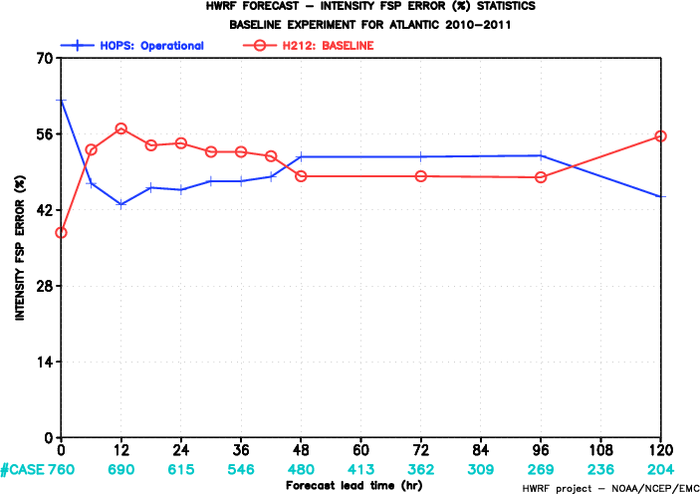 HWRF FORECAST - INTENSITY FSP ERROR (%) STATISTICS
BASELINE EXPERIMENT FOR ATLANTIC 2010-2011
HOPS: Operational H212: BASELINE
70
56
42
28
14
0
INTENSITY FSP ERROR (%)
0 12 24 36 48 60 72 84 96 108 120
#CASE 760 690 615 546 480 413 362 309 269 236 204
Forecast lead time (hr)
HWRF project - NOAA/NCEP/EMC